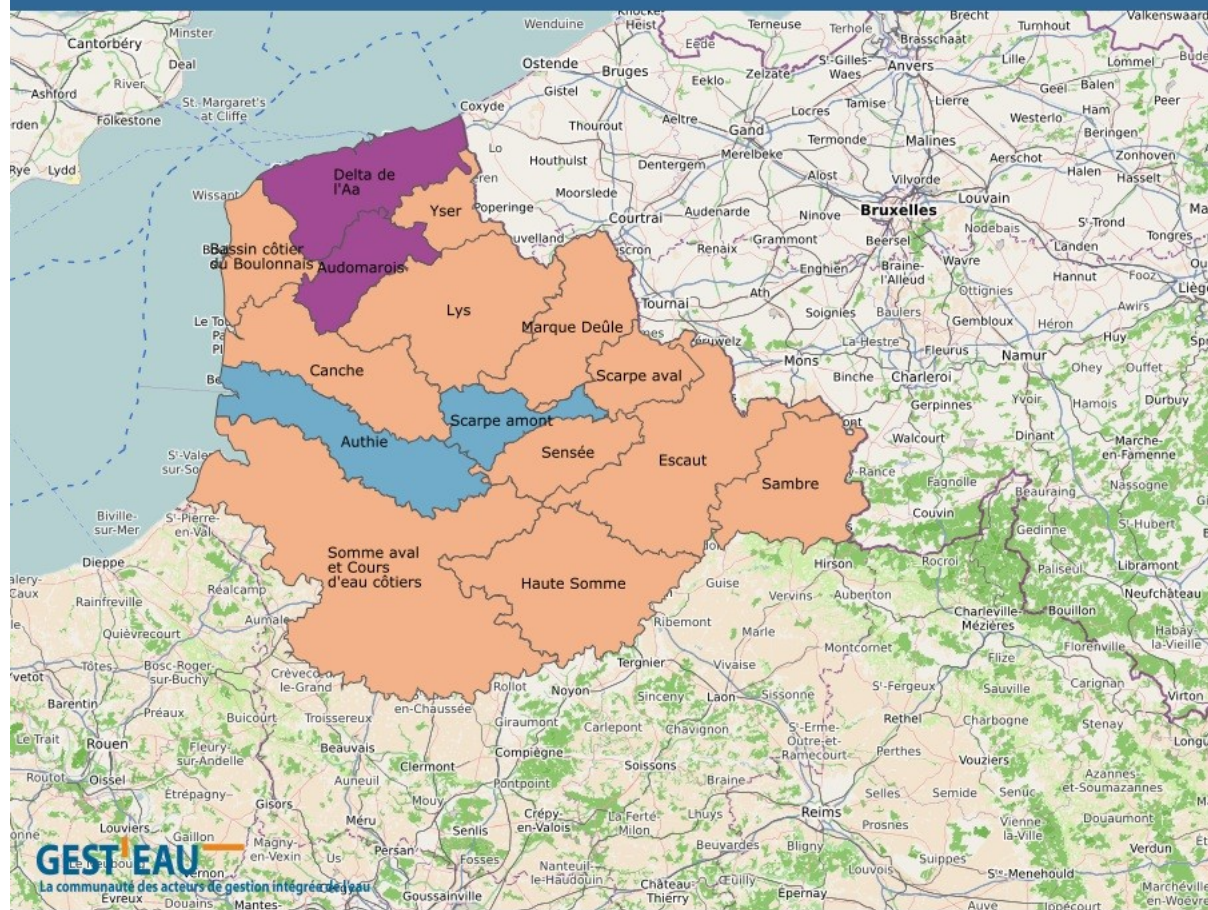 Cantorbéry
Minster
Deal
River
Ashford
Folkestone
St. Margaret's
at Cliffe
Rye
Lydd
Wenduine
Heist
Terneuse
Terhole
Brecht
Turnhout
Valkenswaard
Brasschaat
Eede
Sᵗ-Gilles-
Waes
Lille
Lommel
Anvers
Ostende
Bruges
Zelzate
Eeklo
Gistel
Geel
Balen
Coxyde
Tamise
Lierre
Ham
Peer
Thourout
Aeltre
Locres
Westerlo
Beringen
Lo
Gand
Termonde
Malines
Houthulst
Merelbeke
Zonhoven
Dentergem
Alost
Aerschot
Halen
Hasselt
Wissant
Delta de
l'Aa
Moorslede
Vilvorde
Yser
Poperinge
Courtrai
Audenarde
Ninove
Bruxelles
Louvain
Sᵗ-Trond
Nodebais
Renaix
Grammont
Beersel
Landen
Tongres
Bassin côtier
du Boulonnais
Audomarois
Enghien
Braine-
l'Alleud
Wavre
Hannut
Fooz
Tournai
Ath
Ottignies
Lys
Marque Deûle
Soignies
Baulers
Gembloux
Héron
Awirs
Huy
Canche
Mons
La-Hestre
Fleurus
Namur
Scarpe aval
Binche
Charleroi
Ohey
Ouffet
Gerpinnes
Yvoir
Hamois
Durbuy
Scarpe amont
Authie
Walcourt
Dinant
Marche-
en-Famenne
Sensée
Escaut
Sambre
Fagnolle
Beauraing
Nassogne
Couvin
Gedinne
Sᵗ-Hubert
Biville-
sur-Mer
Sᵗ-Pierre-
en-Val
Dieppe
Somme aval
et Cours
d'eau côtiers
Haute Somme
Guise
Hirson
Rocroi
Paliseul
Libramont
Réalcamp
Vervins
Aubenton
Neufchâteau
Rainfreville
Aumale
Charleville-
Mézières
Bouillon
Quièvrecourt
Ribemont
Marle
Montcornet
Habay-
la-Vieille
Florenville
Flize
Tôtes
Bosc-Roger-
sur-Buchy
Crèvecœur-
le-Grand
Rollot
Tergnier
Vivaise
Carignan
Noyon
Sinceny
Laon
Sissonne
Sᵗ-Fergeux
Sauville
Virton
Barentin
Préaux
en-Chaussée
Buicourt
Troissereux
Giraumont
Carlepont
Chavignon
Sᵗ-Erme-
Outre-et-
Ramecourt
Rethel
Charbogne
Stenay
Le Trait
Rouen
Fleury-
sur-Andelle
Beauvais
Compiègne
Perthes
Vouziers
Clermont
Soissons
Routot
Oissel
Auneuil
Pontpoint
Braine
Azannes-
et-Soumazannes
Étrépagny
Mouy
Selles
Semide
Senuc
Gisors
Crépy-
en-Valois
La-Ferté-
Milon
Lhuys
Reims
Louviers
Gaillon
Méru
Senlis
Prosnes
Vienne-
la-Ville
Douaumont
Magny-
en-Vexin
Us
Persan
Fosses
Beuvardes
Bligny
Verdun
Suippes
GEST'EAU
Nanteuil-
le-Haudouin
Sᵗᵉ-Menehould
La communauté des acteurs de gestion intégrée de l'eau
Louvois
Évreux
Douains
Mantes-
Goussainville
Château-
Thierry
Œuilly
Épernay
Auve